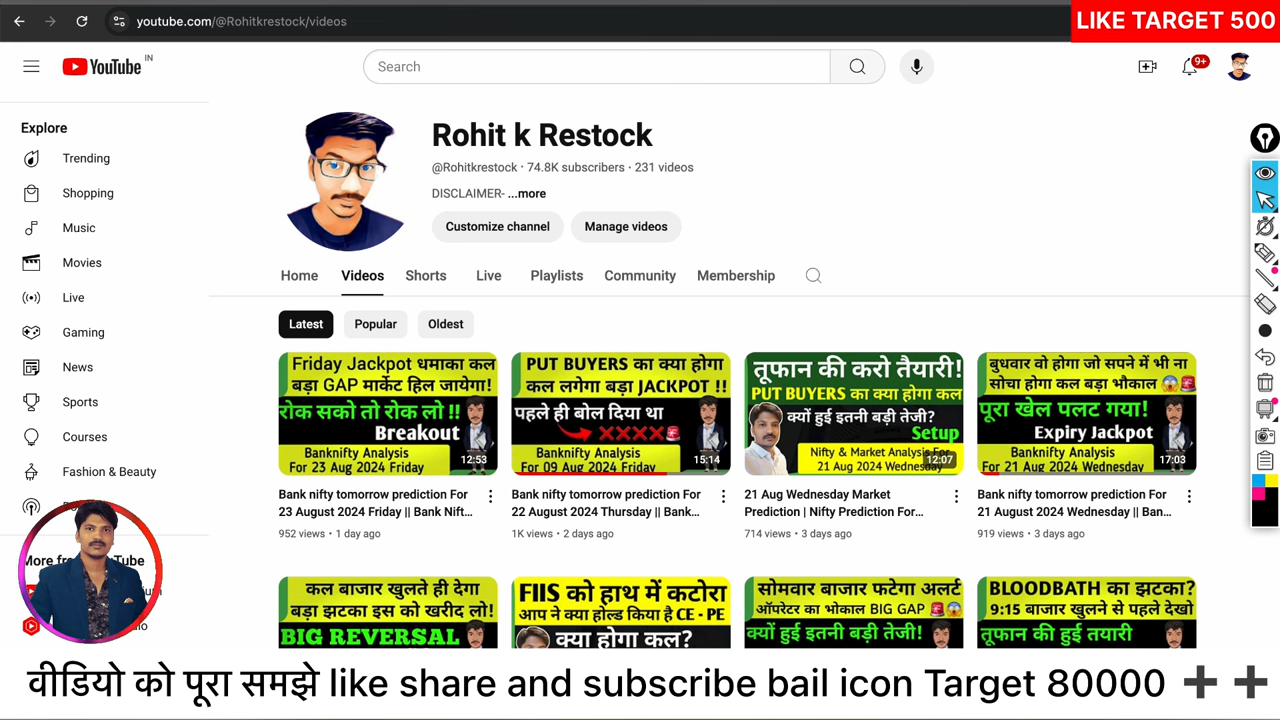 youtube.com/@Rohitkrestock/videos
LIKE TARGET 500
YouTube IN
Search
9+
Explore
Trending
Shopping
Music
Movies
Live
Gaming
News
Sports
Courses
Fashion & Beauty
More from YouTube
Rohit k Restock
@Rohitkrestock · 74.8K subscribers · 231 videos
DISCLAIMER- ...more
Customize channel Manage videos
Home Videos Shorts Live Playlists Community Membership
Latest Popular Oldest
Friday Jackpot धमाका कल
बड़ा GAP मार्केट हिल जायेगा!
रोक सको तो रोक लो !!
Breakout
Banknifty Analysis
For 23 Aug 2024 Friday
12:53
Bank nifty tomorrow prediction For
23 August 2024 Friday || Bank Nift...
952 views · 1 day ago
PUT BUYERS का क्या होगा
कल लगेगा बड़ा JACKPOT !!
पहले ही बोल दिया था
Banknifty Analysis
For 09 Aug 2024 Friday
15:14
Bank nifty tomorrow prediction For
22 August 2024 Thursday || Bank...
1K views · 2 days ago
तूफान की करो तैयारी!
PUT BUYERS का क्या होगा कल
क्यों हुई इतनी बड़ी तेजी?
Setup
Nifty & Market Analysis For
21 Aug 2024 Wednesday
12:07
21 Aug Wednesday Market
Prediction | Nifty Prediction For...
714 views · 3 days ago
बुधवार वो होगा जो सपने में भी ना
सोचा होगा कल बड़ा भौकाल
पूरा खेल पलट गया!
Expiry Jackpot
Banknifty Analysis
For 21 Aug 2024 Wednesday
17:03
Bank nifty tomorrow prediction For
21 August 2024 Wednesday || Ban...
919 views · 3 days ago
कल बाजार खुलते ही देगा
बड़ा झटका इस को खरीद लो!
BIG REVERSAL
FIIS को हाथ में कटोरा
आप ने क्या होल्ड किया है CE - PE
क्या होगा कल?
सोमवार बाजार फटेगा अलर्ट
ऑपरेटर का भोकाल BIG GAP
क्यों हुई इतनी बड़ी तेजी!
BLOODBATH का झटका?
9:15 बाजार खुलने से पहले देखो
तूफान की हुई तयारी
वीडियो को पूरा समझे like share and subscribe bail icon Target 80000 ➕ ➕